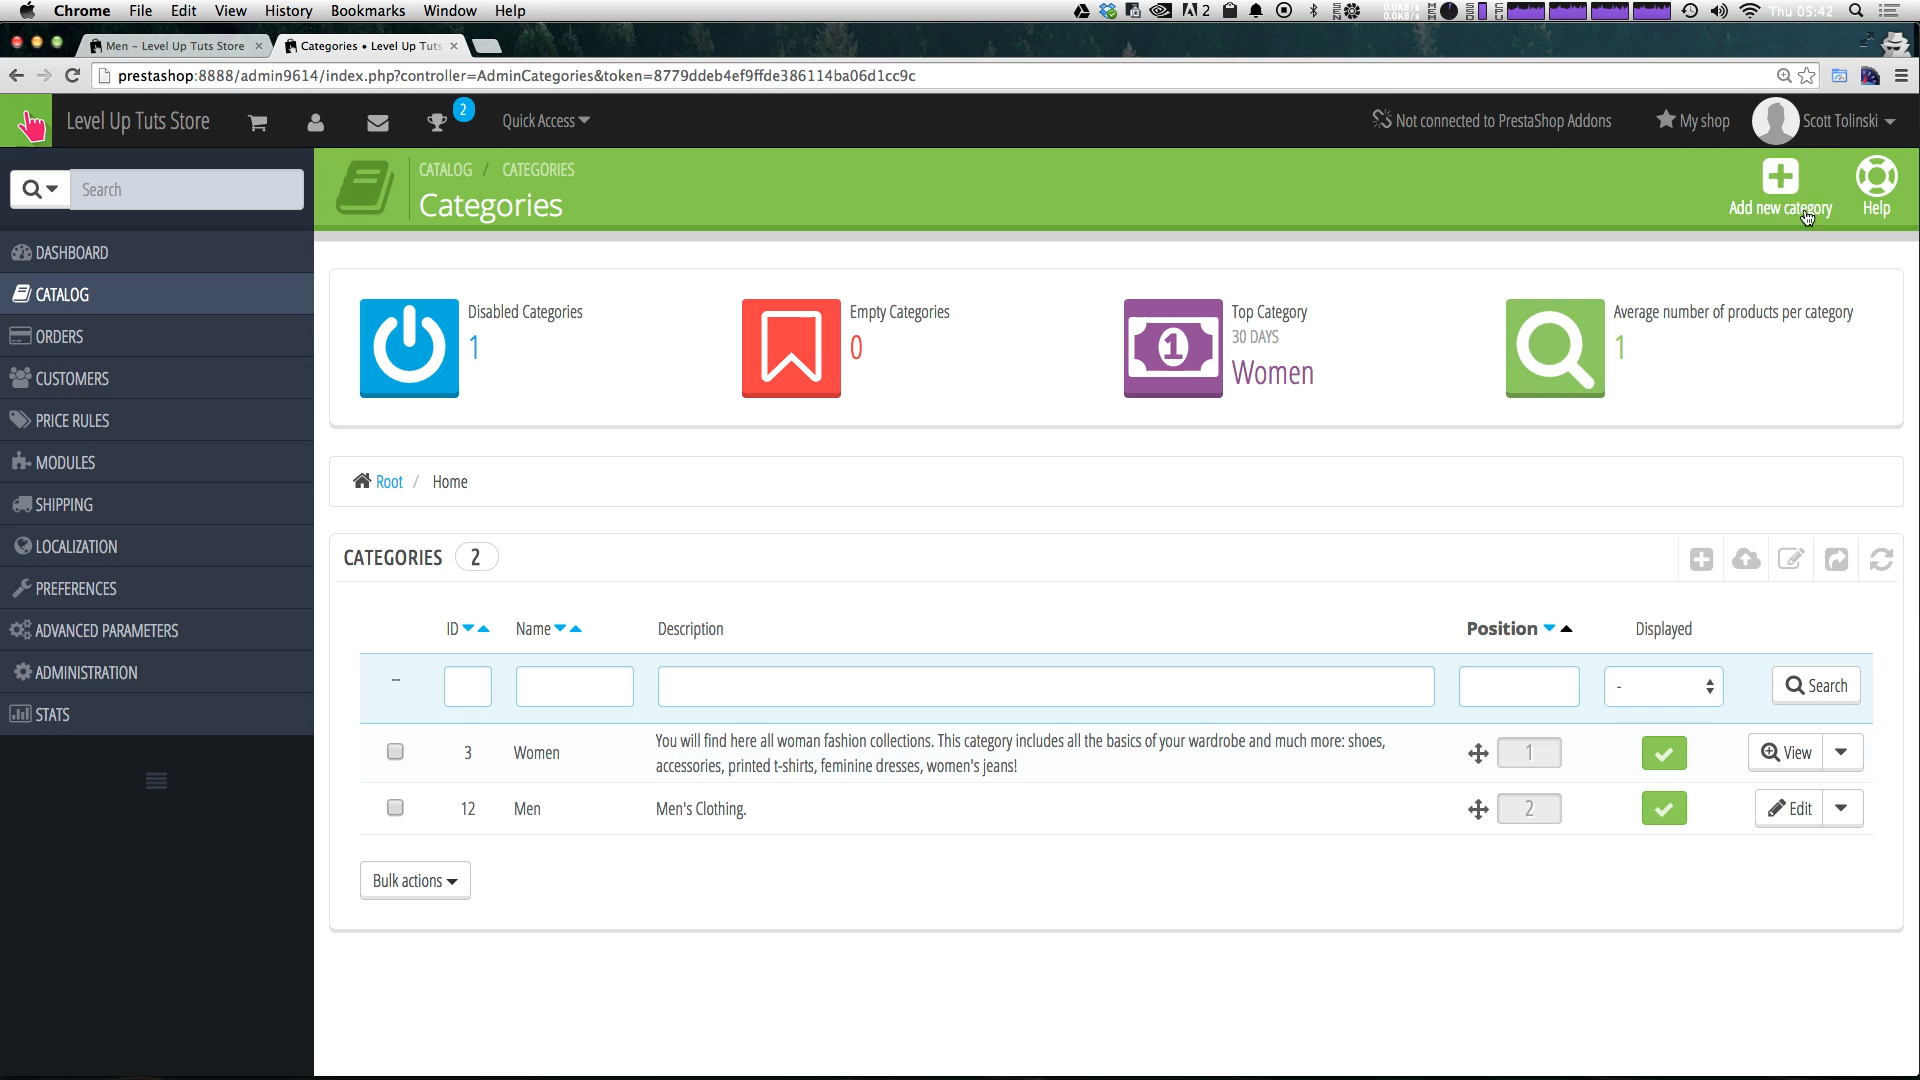 Chrome File Edit View History Bookmarks Window Help
2 Thu 05:42
Men – Level Up Tuts Store
Categories • Level Up Tuts
prestashop:8888/admin9614/index.php?controller=AdminCategories&token=8779ddeb4ef9ffde386114ba06d1cc9c
Level Up Tuts Store 2 Quick Access Not connected to PrestaShop Addons My shop Scott Tolinski
Search
CATALOG / CATEGORIES
Categories
Add new category
Help
DASHBOARD
CATALOG
ORDERS
CUSTOMERS
PRICE RULES
MODULES
SHIPPING
LOCALIZATION
PREFERENCES
ADVANCED PARAMETERS
ADMINISTRATION
STATS
Disabled Categories
1
Empty Categories
0
1
Top Category
30 DAYS
Women
Average number of products per category
1
Root / Home
CATEGORIES 2
ID Name Description Position Displayed
-- - Search
3 Women You will find here all woman fashion collections. This category includes all the basics of your wardrobe and much more: shoes,
accessories, printed t-shirts, feminine dresses, women's jeans! 1 View
12 Men Men's Clothing. 2 Edit
Bulk actions